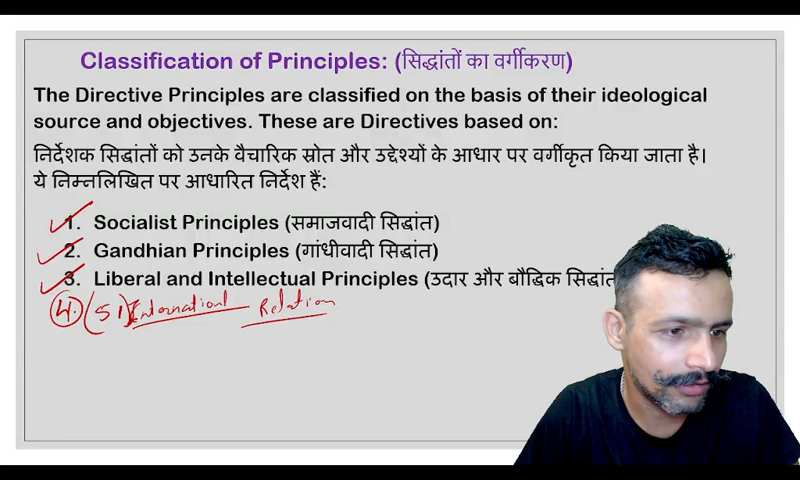 Classification of Principles: (सिद्धांतों का वर्गीकरण)
The Directive Principles are classified on the basis of their ideological
source and objectives. These are Directives based on:
निर्देशक सिद्धांतों को उनके वैचारिक स्रोत और उद्देश्यों के आधार पर वर्गीकृत किया जाता है।
ये निम्नलिखित पर आधारित निर्देश हैं:
1. Socialist Principles (समाजवादी सिद्धांत)
2. Gandhian Principles (गांधीवादी सिद्धांत)
3. Liberal and Intellectual Principles (उदार और बौद्धिक सिद्धांत
4. (51) International Relation